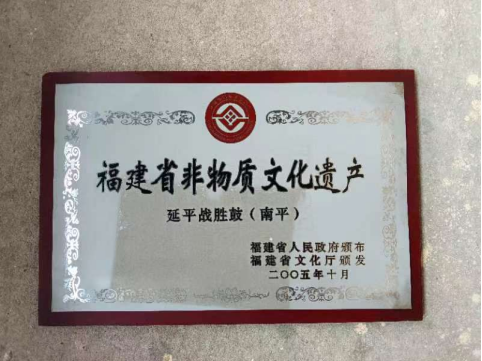 福建省非物质文化遗产
延平战胜鼓（南平）
福建省人民政府颁布
福建省文化厅颁发
二〇〇五年十月